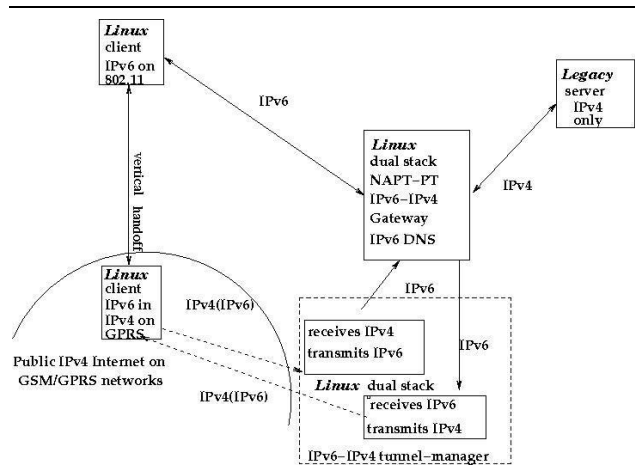 Linux
client
IPv6 on
802.11
IPv6
Legacy
server
IPv4
only
Linux
dual stack
NAPT-PT
IPv6-IPv4
Gateway
IPv6 DNS
IPv4
vertical handoff
Linux
client
IPv6 in
IPv4 on
GPRS
IPv4(IPv6)
IPv6
receives IPv4
transmits IPv6
IPv6
Public IPv4 Internet on
GSM/GPRS networks
IPv4(IPv6)
Linux dual stack
receives IPv6
transmits IPv4
IPv6-IPv4 tunnel-manager